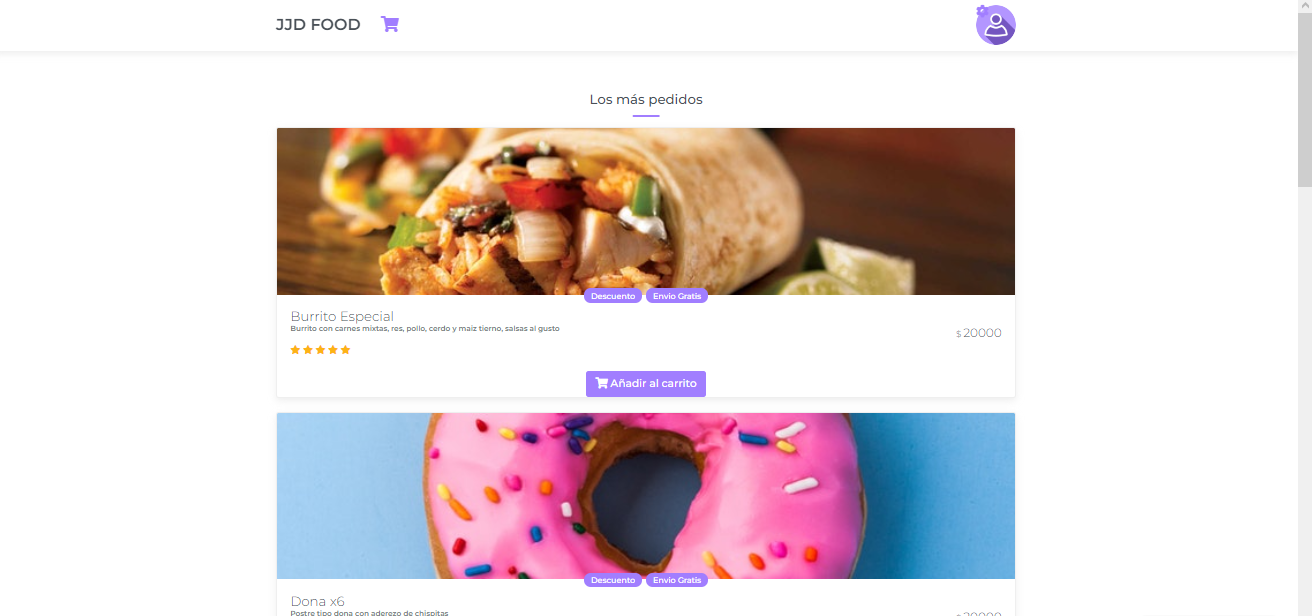 JJD FOOD
Los más pedidos
Descuento Envio Gratis
Burrito Especial
Burrito con carnes mixtas, res, pollo, cerdo y maiz tierno, salsas al gusto
$ 20000
Añadir al carrito
Descuento Envio Gratis
Dona x6
Postre tipo dona con aderezo de chispitas